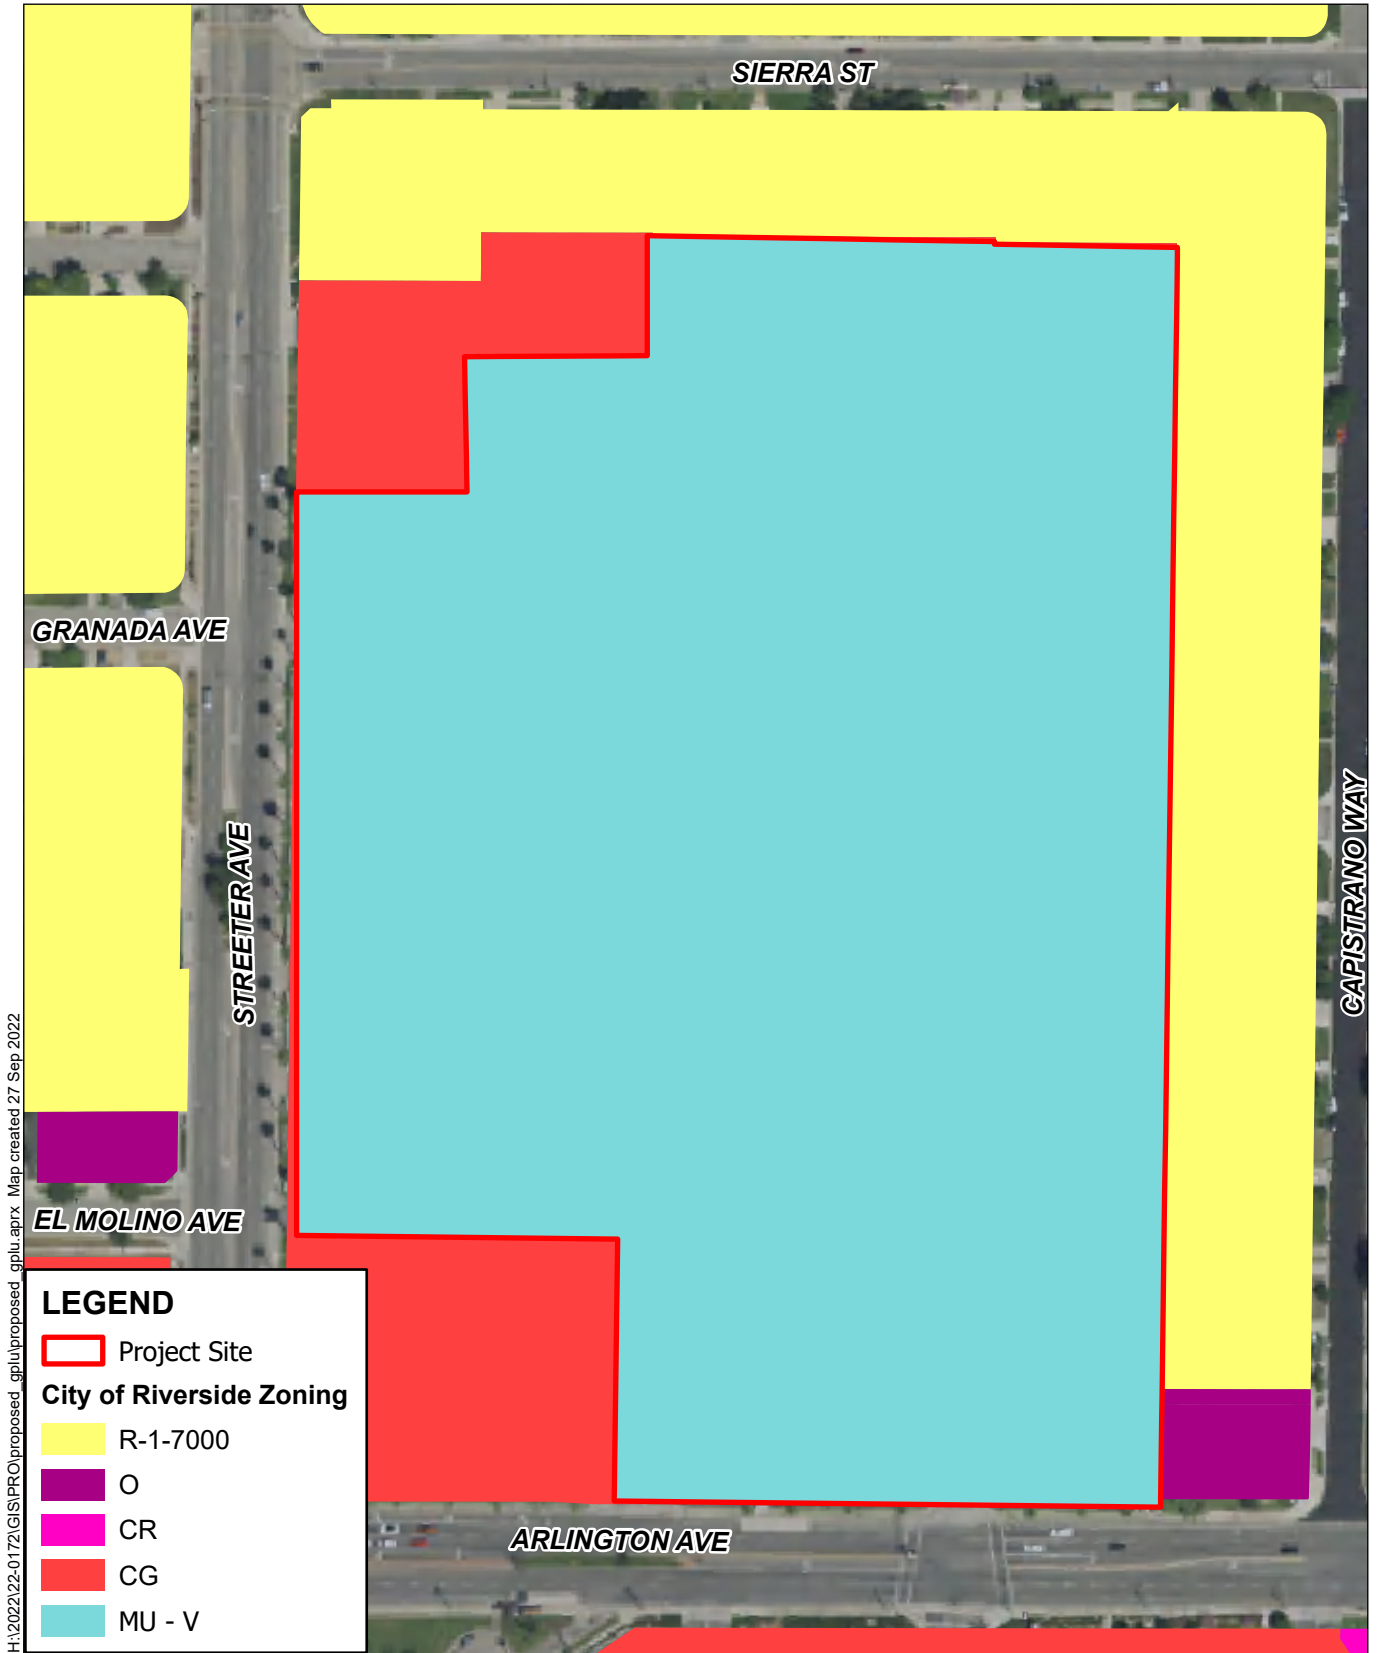 SIERRA ST
GRANADA AVE
STREETER AVE
CAPISTRANO WAY
EL MOLINO AVE
ARLINGTON AVE
LEGEND
Project Site
City of Riverside Zoning
R-1-7000
O
CR
CG
MU - V
H:\2022\22-0172\GIS\PRO\proposed_gplu\proposed_gplu.aprx Map created 27 Sep 2022